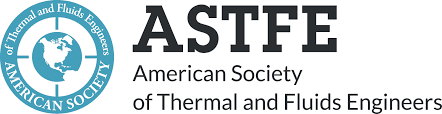 of Thermal and Fluids Engineers
AMERICAN SOCIETY
ASTFE
American Society
of Thermal and Fluids Engineers